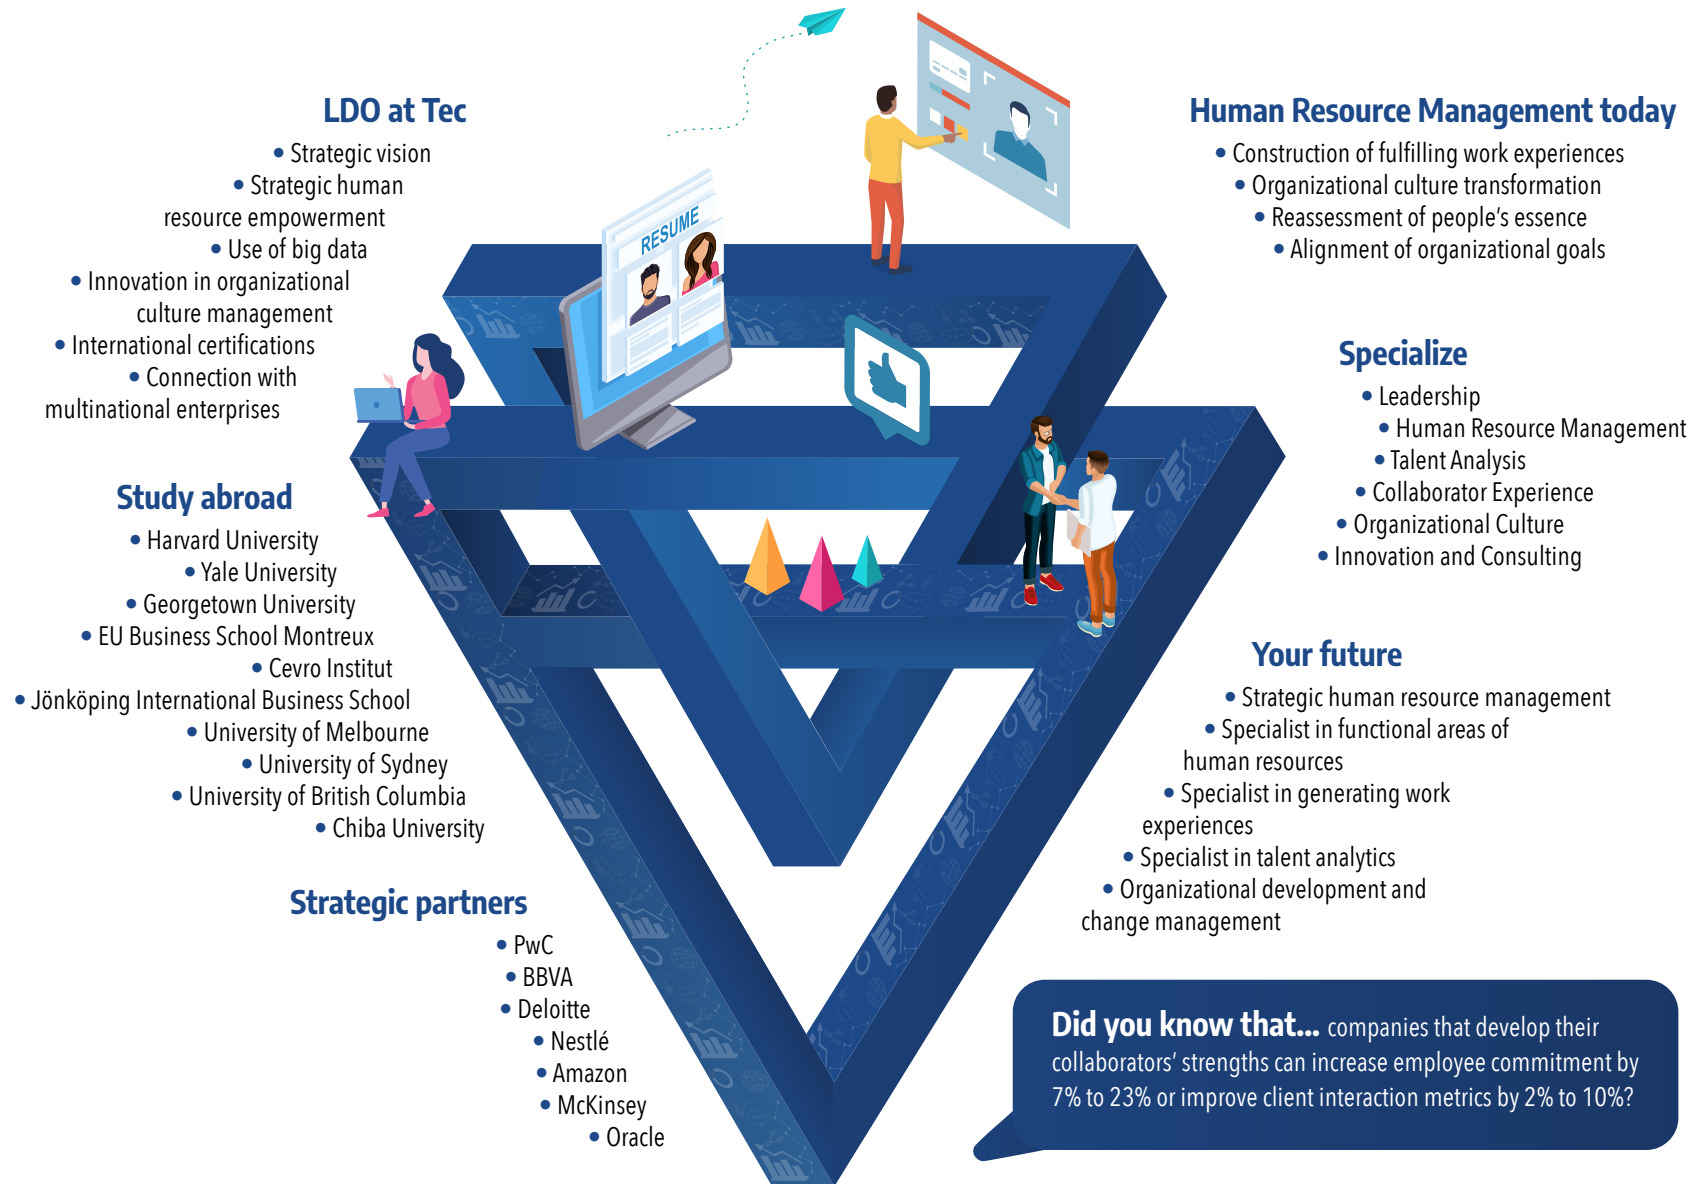 LDO at Tec
• Strategic vision
• Strategic human
resource empowerment
• Use of big data
• Innovation in organizational
culture management
• International certifications
• Connection with
multinational enterprises
Study abroad
• Harvard University
• Yale University
• Georgetown University
• EU Business School Montreux
• Cevro Institut
• Jönköping International Business School
• University of Melbourne
• University of Sydney
• University of British Columbia
• Chiba University
Strategic partners
• PwC
• BBVA
• Deloitte
• Nestlé
• Amazon
• McKinsey
• Oracle
RESUME
Human Resource Management today
• Construction of fulfilling work experiences
• Organizational culture transformation
• Reassessment of people's essence
• Alignment of organizational goals
Specialize
• Leadership
• Human Resource Management
• Talent Analysis
• Collaborator Experience
• Organizational Culture
• Innovation and Consulting
Your future
• Strategic human resource management
• Specialist in functional areas of
human resources
• Specialist in generating work
experiences
• Specialist in talent analytics
• Organizational development and
change management
Did you know that... companies that develop their
collaborators' strengths can increase employee commitment by
7% to 23% or improve client interaction metrics by 2% to 10%?